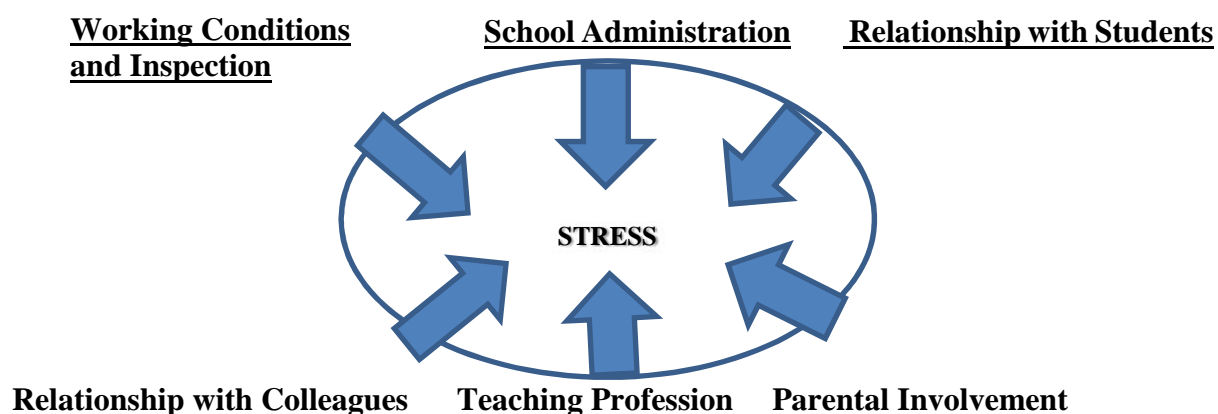 Working Conditions
and Inspection
School Administration
Relationship with Students
STRESS
Relationship with Colleagues
Teaching Profession
Parental Involvement